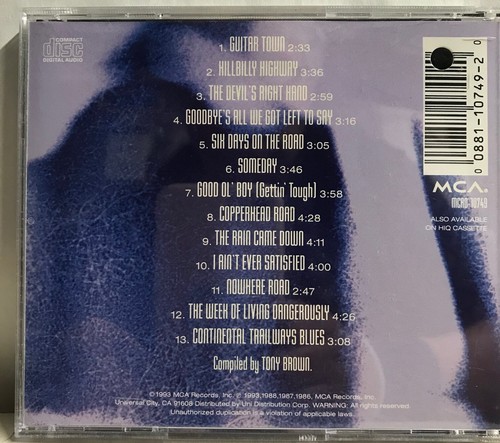 COMPACT
disc
DIGITAL AUDIO
1. GUITAR TOWN 2:33
2. HILLBILLY HIGHWAY 3:36
3. THE DEVIL'S RIGHT HAND 2:59
4. GOODBYE'S ALL WE GOT LEFT TO SAY 3:16
5. SIX DAYS ON THE ROAD 3:05
6. SOMEDAY 3:46
7. GOOD OL' BOY (Gettin' Tough) 3:58
8. COPPERHEAD ROAD 4:28
9. THE RAIN CAME DOWN 4:11
10. I AIN'T EVER SATISFIED 4:00
11. NOWHERE ROAD 2:47
12. THE WEEK OF LIVING DANGEROUSLY 4:26
13. CONTINENTAL TRAILWAYS BLUES 3:08
Compiled by TONY BROWN.
0 0881-10749-2 0
MCA.
MCAD-10749
ALSO AVAILABLE
ON HIQ CASSETTE
©1993 MCA Records, Inc. ℗ 1993,1988,1987,1986, MCA Records, Inc.
Universal City, CA 91608 Distributed by Uni Distribution Corp. WARNING: All rights reserved.
Unauthorized duplication is a violation of applicable laws.